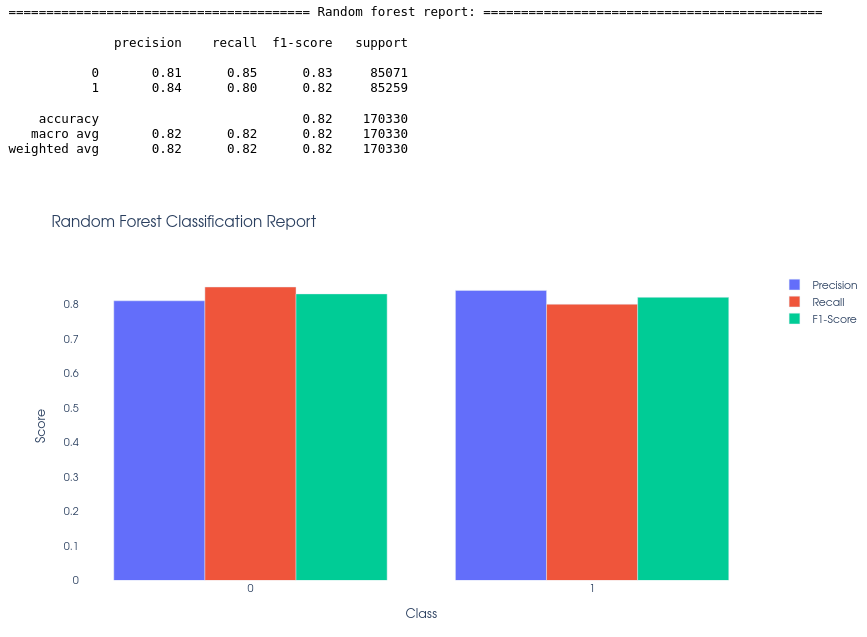 ======================================== Random forest report: =============================================
precision recall f1-score support
0 0.81 0.85 0.83 85071
1 0.84 0.80 0.82 85259
accuracy 0.82 170330
macro avg 0.82 0.82 0.82 170330
weighted avg 0.82 0.82 0.82 170330
Random Forest Classification Report
Precision
Recall
F1-Score
0.8
0.7
0.6
0.5
0.4
0.3
0.2
0.1
0
Score
0 1
Class